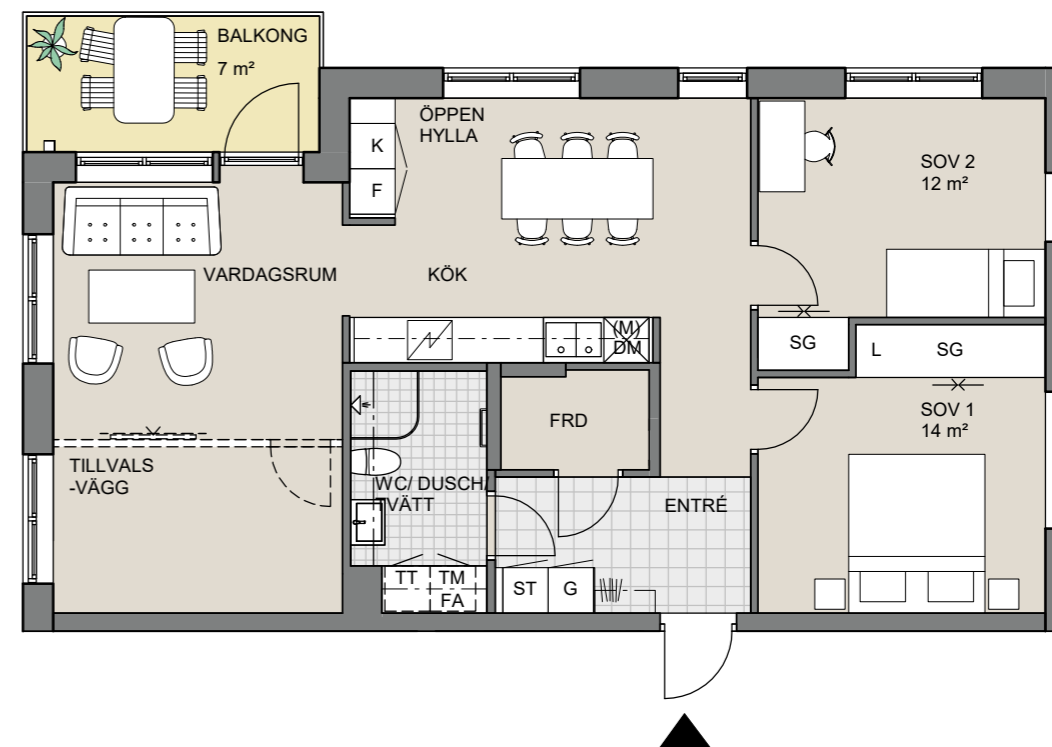 BALKONG
7 m²
ÖPPEN
HYLLA
K
F
SOV 2
12 m²
VARDAGSRUM
KÖK
(M)
DM
SG
L
SG
SOV 1
14 m²
FRD
TILLVALS
-VÄGG
WC/ DUSCH/
TVÄTT
ENTRÉ
TT
TM
FA
ST
G